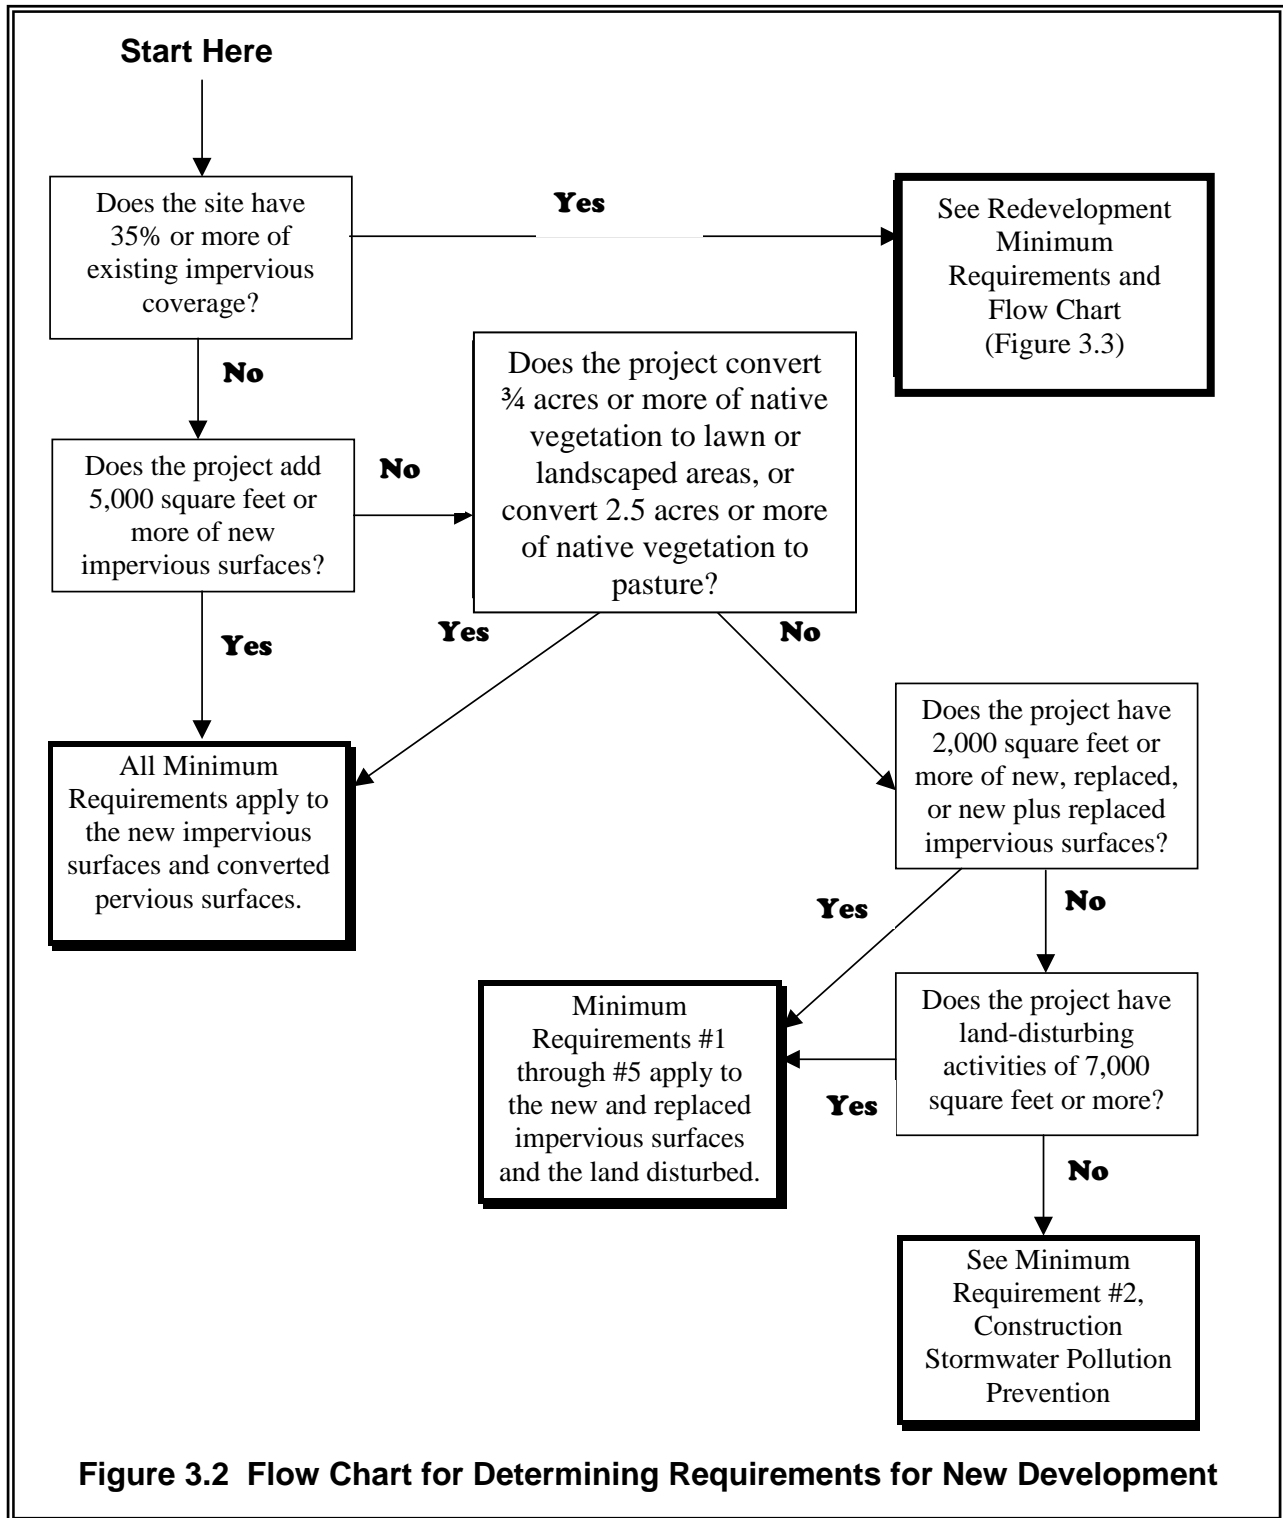 Start Here
Does the site have
35% or more of
existing impervious
coverage?
Yes
See Redevelopment
Minimum
Requirements and
Flow Chart
(Figure 3.3)
No
Does the project convert
¾ acres or more of native
vegetation to lawn or
landscaped areas, or
convert 2.5 acres or more
of native vegetation to
pasture?
Does the project add
5,000 square feet or
more of new
impervious surfaces?
No
Yes
Yes
No
All Minimum
Requirements apply to
the new impervious
surfaces and converted
pervious surfaces.
Does the project have
2,000 square feet or
more of new, replaced,
or new plus replaced
impervious surfaces?
Yes
No
Minimum
Requirements #1
through #5 apply to
the new and replaced
impervious surfaces
and the land disturbed.
Does the project have
land-disturbing
activities of 7,000
square feet or more?
Yes
No
See Minimum
Requirement #2,
Construction
Stormwater Pollution
Prevention
Figure 3.2  Flow Chart for Determining Requirements for New Development